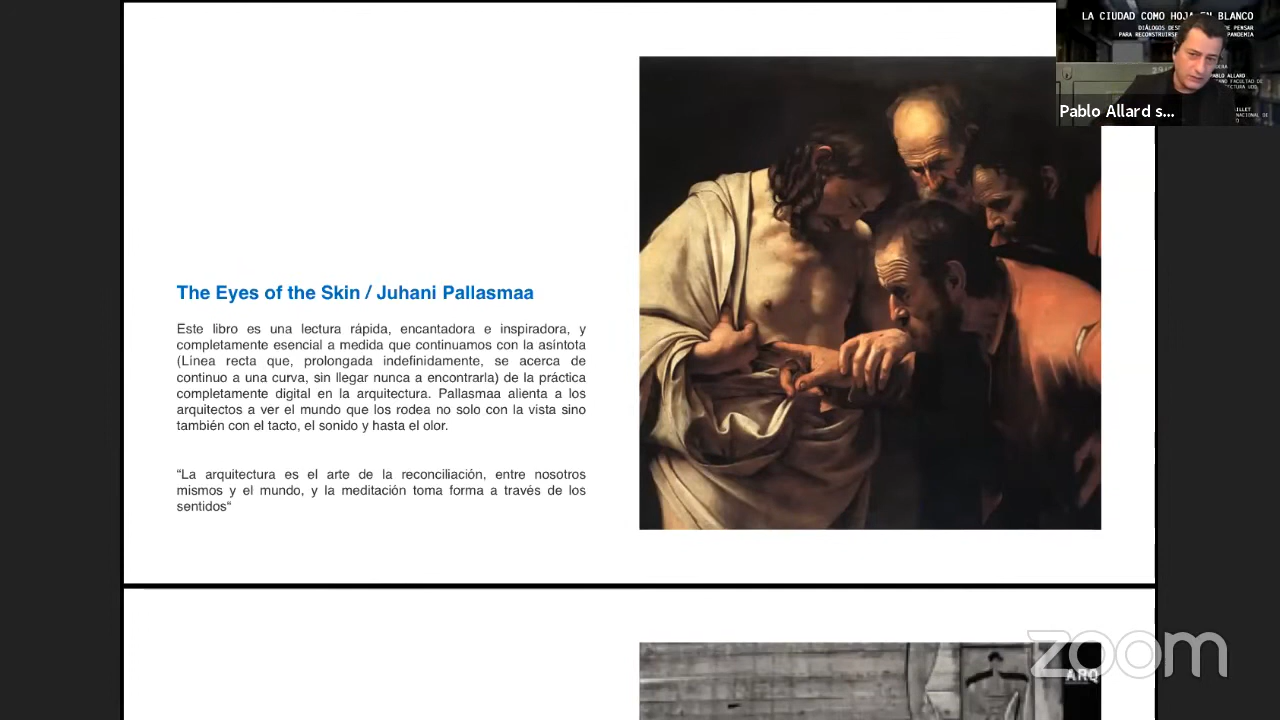 LA CIUDAD COMO HOJA EN BLANCO
PARA RECONSTRUIRSE
PABLO ALLARD
Pablo Allard s...
The Eyes of the Skin / Juhani Pallasmaa
Este libro es una lectura rápida, encantadora e inspiradora, y
completamente esencial a medida que continuamos con la asíntota
(Línea recta que, prolongada indefinidamente, se acerca de
continuo a una curva, sin llegar nunca a encontrarla) de la práctica
completamente digital en la arquitectura. Pallasmaa alienta a los
arquitectos a ver el mundo que los rodea no solo con la vista sino
también con el tacto, el sonido y hasta el olor.
“La arquitectura es el arte de la reconciliación, entre nosotros
mismos y el mundo, y la meditación toma forma a través de los
sentidos“
zoom
ARQ